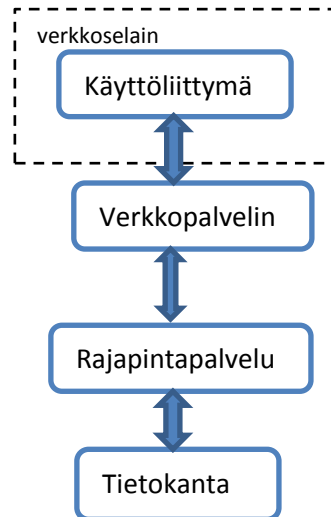 verkkoselain
Käyttöliittymä
Verkkopalvelin
Rajapintapalvelu
Tietokanta